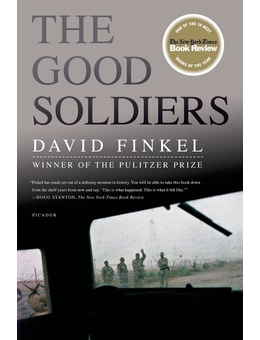 THE
GOOD
SOLDIERS
ONE OF THE 10 BEST
The New York Times
Book Review
BOOKS OF THE YEAR
DAVID FINKEL
WINNER OF THE PULITZER PRIZE
"Finkel has made art out of a defining moment in history. You will be able to take this book down
from the shelf years from now and say: 'This is what happened. This is what it felt like.'"
—DOUG STANTON, The New York Times Book Review
PICADOR